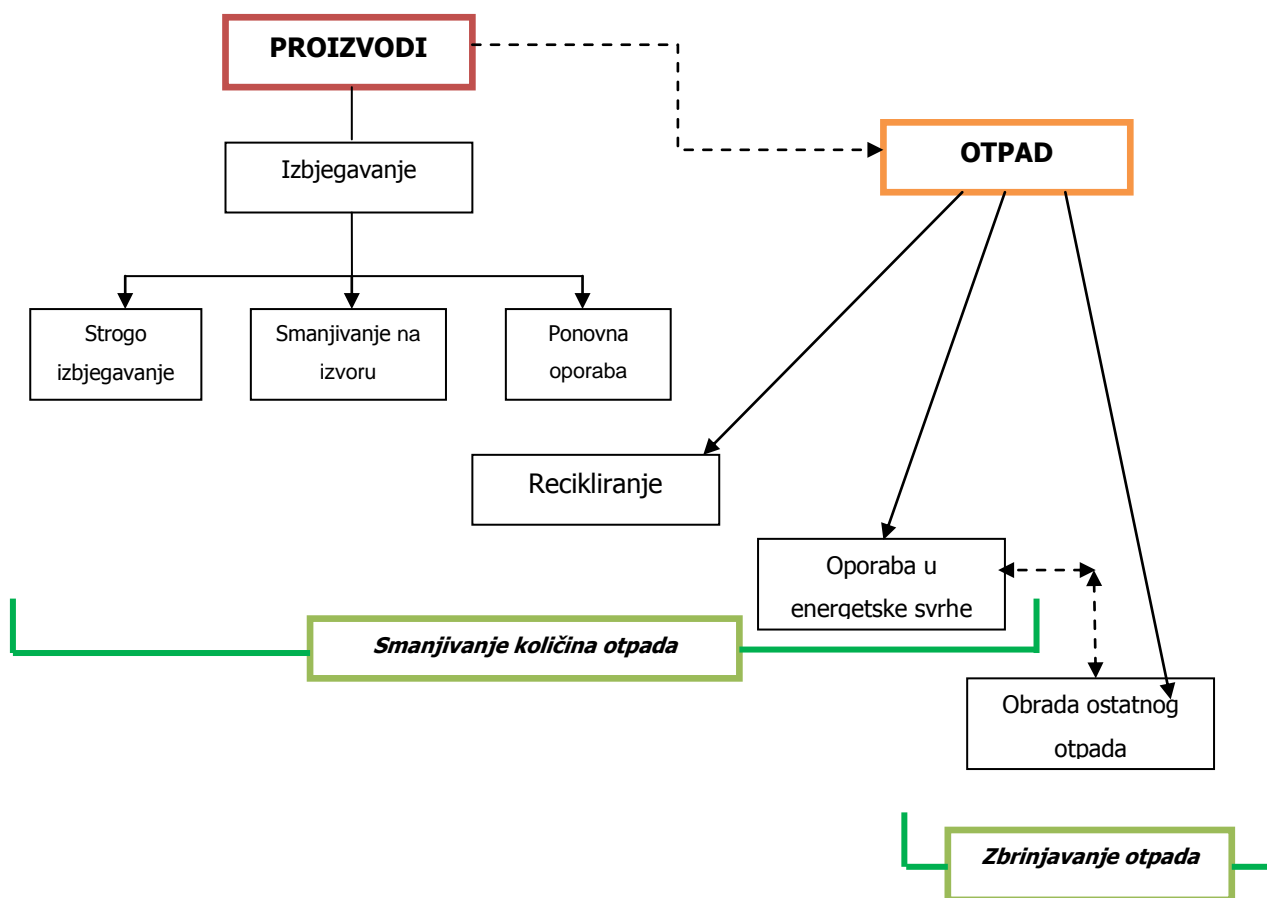 PROIZVODI
OTPAD
Izbjegavanje
Strogo
izbjegavanje
Smanjivanje na
izvoru
Ponovna
oporaba
Recikliranje
Oporaba u
energetske svrhe
Smanjivanje količina otpada
Obrada ostatnog
otpada
Zbrinjavanje otpada